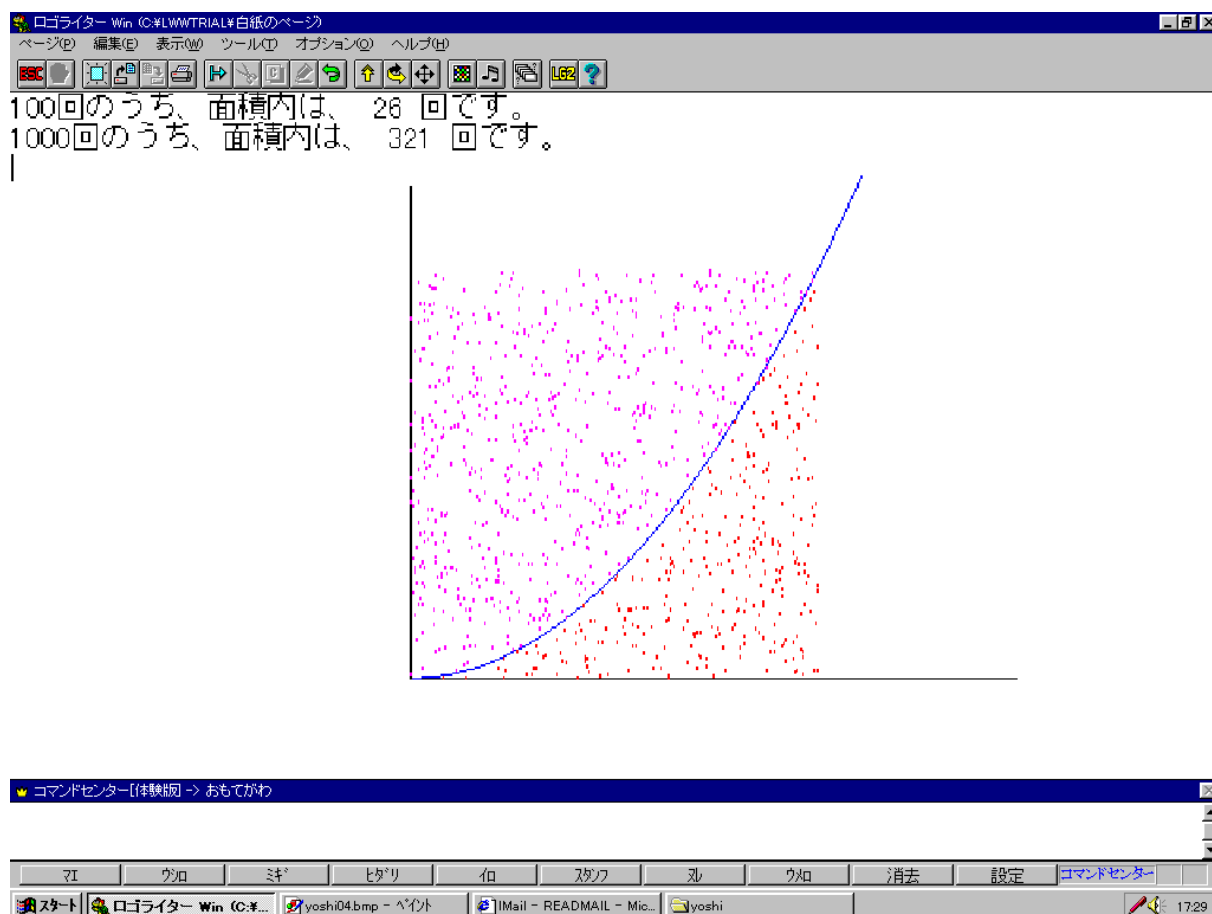 ロゴライター Win (C:¥LWWTRIAL¥白紙のページ)
ページ(P) 編集(E) 表示(W) ツール(T) オプション(O) ヘルプ(H)
ESC LG2 ?
100回のうち、面積内は、 26 回です。
1000回のうち、面積内は、 321 回です。
コマンドセンター[体験版] -> おもてがわ
マエ ウシロ ミギ ヒダリ イロ スタンプ ヌレ ウメロ 消去 設定 コマンドセンター
スタート ロゴライター Win (C:¥... yoshi04.bmp - ペイント IMail - READMAIL - Mic... yoshi 17:29